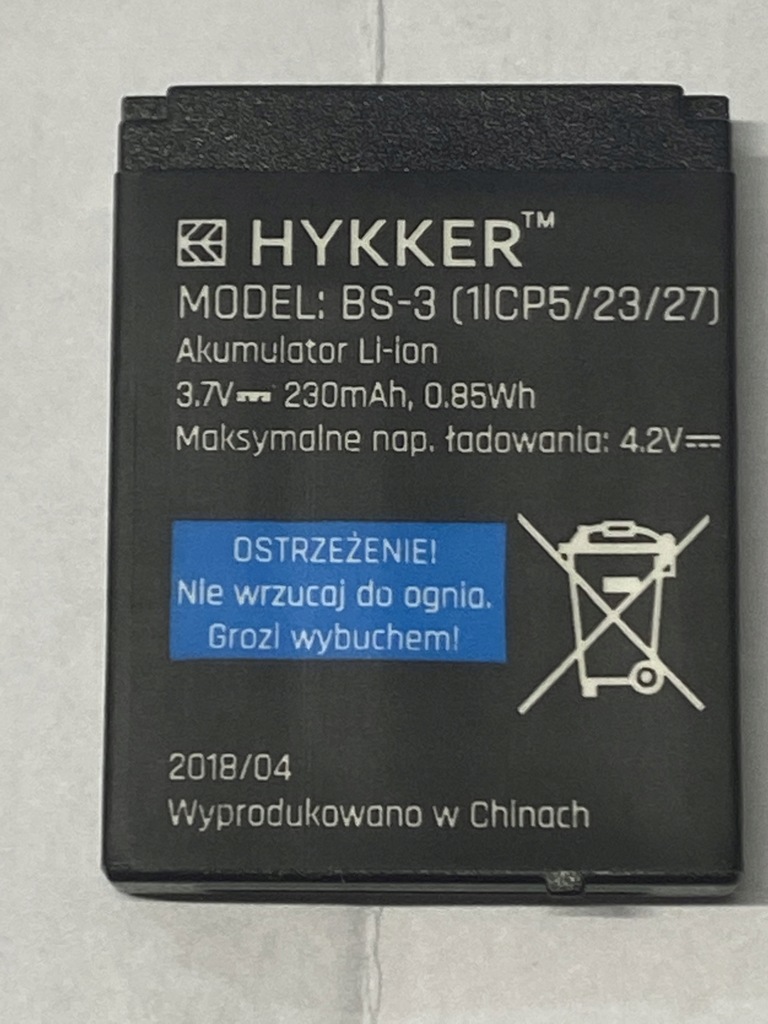 HYKKER™
MODEL: BS-3 (1ICP5/23/27)
Akumulator Li-ion
3.7V⎓ 230mAh, 0.85Wh
Maksymalne nap. ładowania: 4.2V⎓
OSTRZEŻENIE!
Nie wrzucaj do ognia.
Grozi wybuchem!
2018/04
Wyprodukowano w Chinach